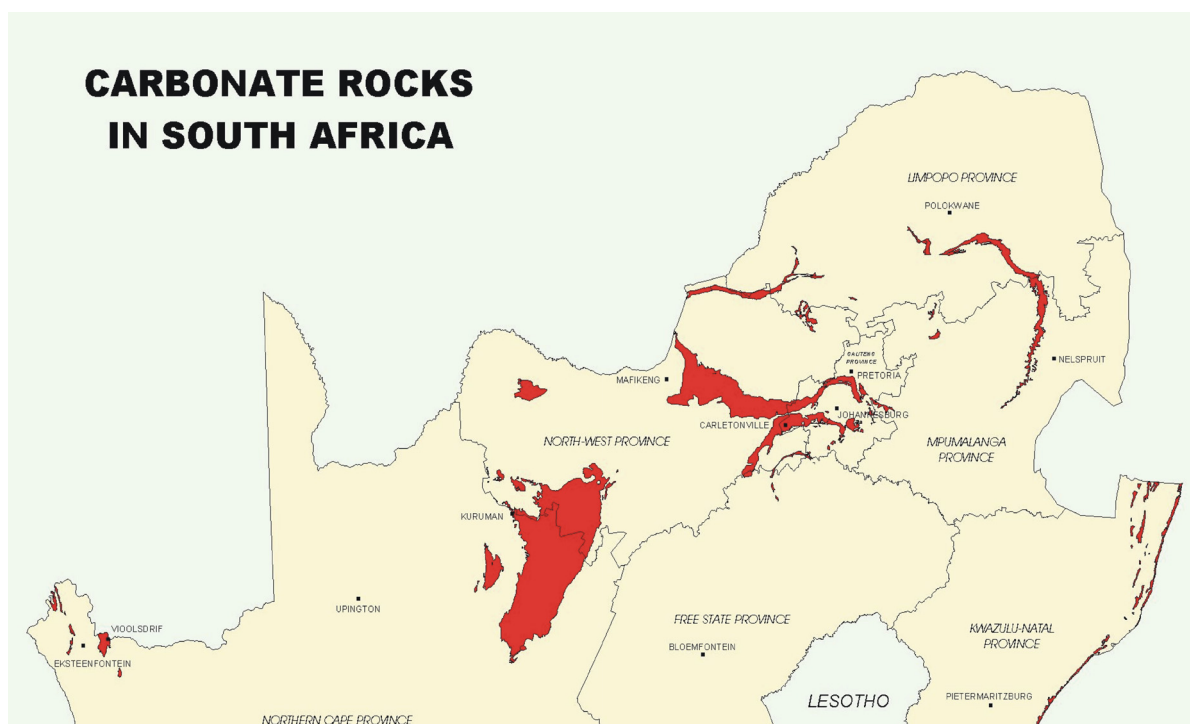 CARBONATE ROCKS
IN SOUTH AFRICA
LIMPOPO PROVINCE
POLOKWANE
NELSPRUIT
GAUTENG
PROVINCE
PRETORIA
MAFIKENG
JOHANNESBURG
CARLETONVILLE
NORTH-WEST PROVINCE
MPUMALANGA
PROVINCE
KURUMAN
UPINGTON
VIOOLSDRIF
EKSTEENFONTEIN
FREE STATE PROVINCE
BLOEMFONTEIN
KWAZULU-NATAL
PROVINCE
LESOTHO
PIETERMARITZBURG
NORTHERN CAPE PROVINCE